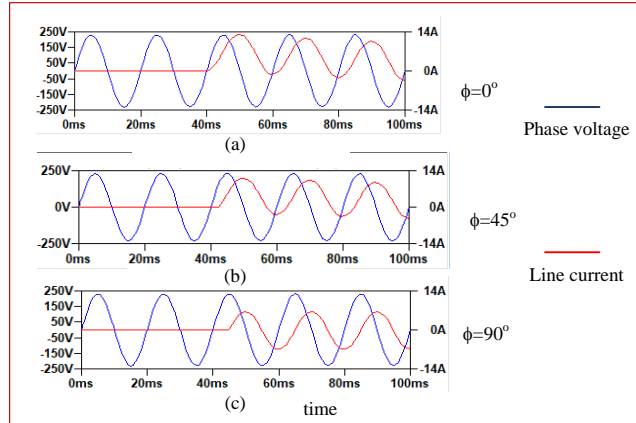 250V
150V
50V
-50V
-150V
-250V
0ms 20ms 40ms 60ms 80ms 100ms
14A
0A
-14A
(a)
ϕ=0°
Phase voltage
250V
0V
-250V
0ms 20ms 40ms 60ms 80ms 100ms
14A
0A
-14A
(b)
ϕ=45°
Line current
250V
150V
50V
-50V
-150V
-250V
0ms 20ms 40ms 60ms 80ms 100ms
14A
0A
-14A
(c)
ϕ=90°
time